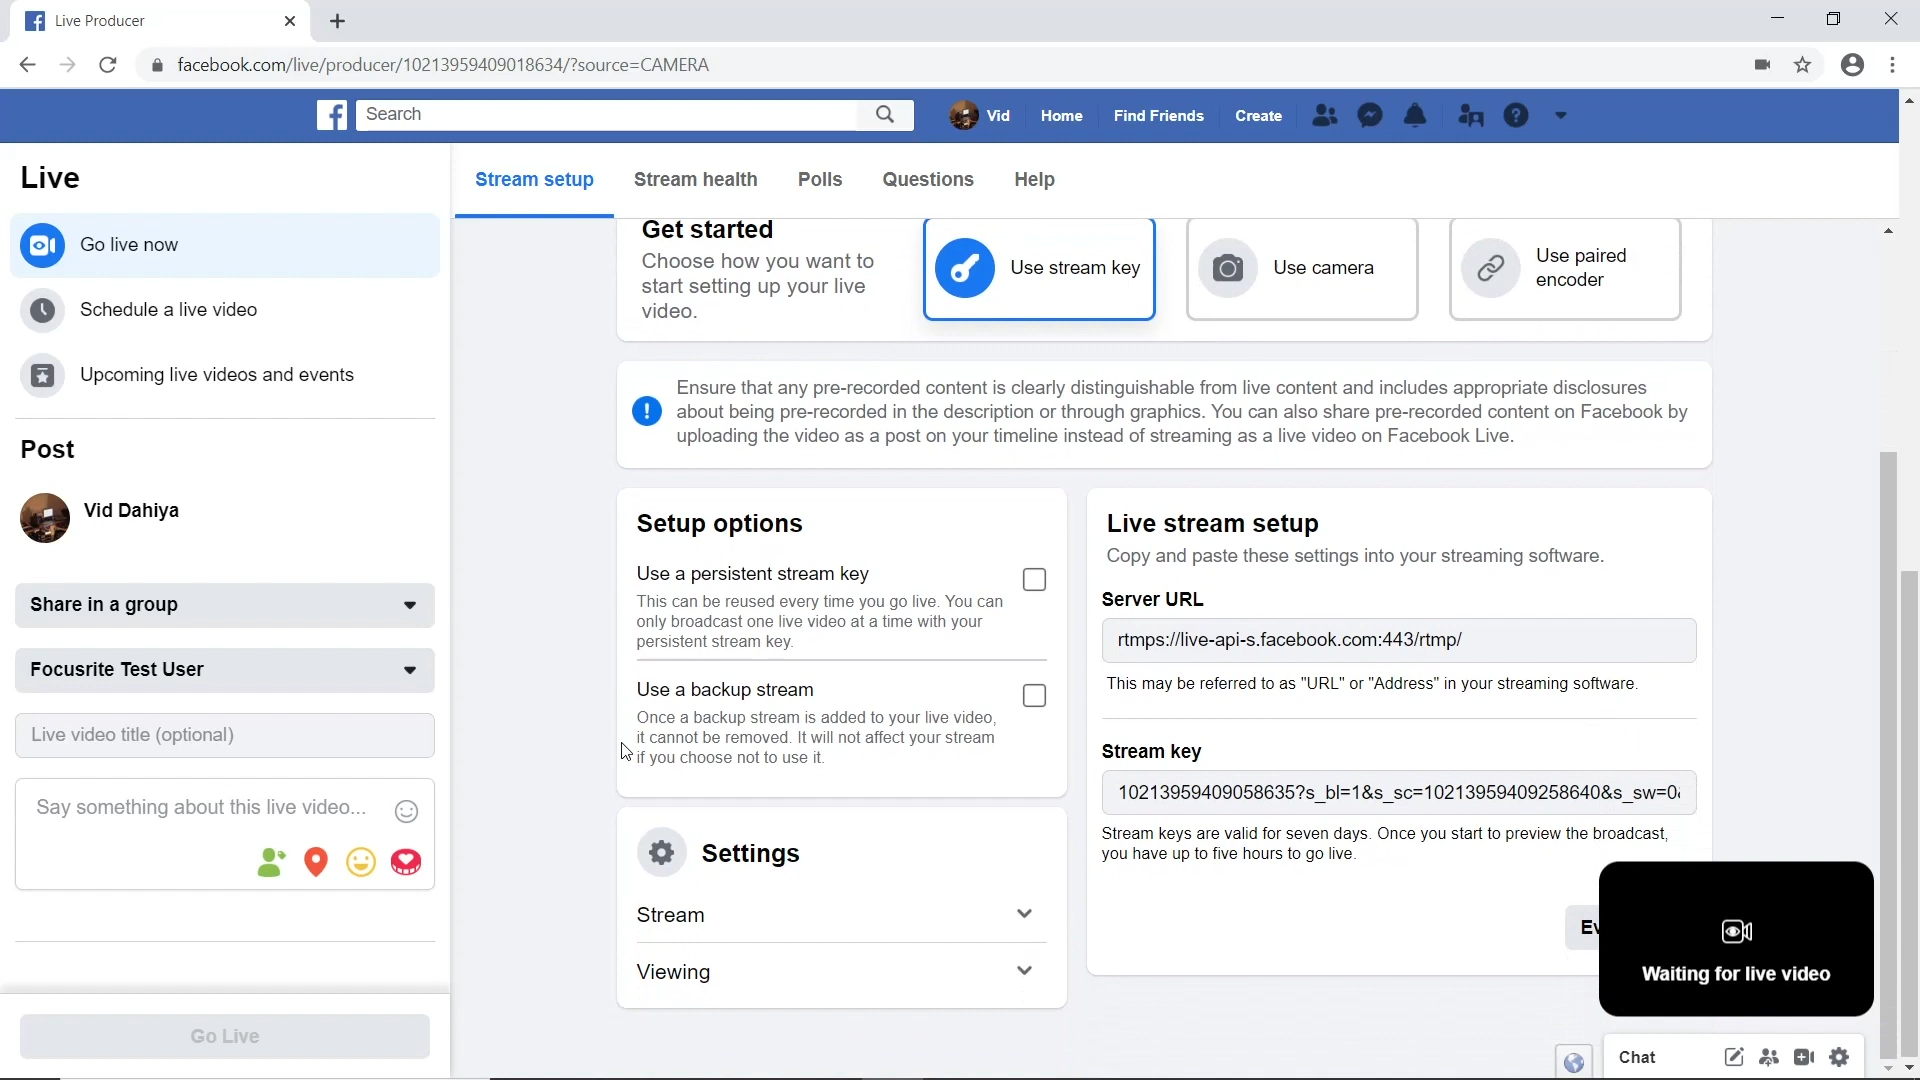 Live Producer
facebook.com/live/producer/10213959409018634/?source=CAMERA
Search
Vid
Home
Find Friends
Create
Live
Go live now
Schedule a live video
Upcoming live videos and events
Post
Vid Dahiya
Share in a group
Focusrite Test User
Live video title (optional)
Say something about this live video...
Go Live
Stream setup
Stream health
Polls
Questions
Help
Get started
Choose how you want to
start setting up your live
video.
Use stream key
Use camera
Use paired
encoder
Ensure that any pre-recorded content is clearly distinguishable from live content and includes appropriate disclosures
about being pre-recorded in the description or through graphics. You can also share pre-recorded content on Facebook by
uploading the video as a post on your timeline instead of streaming as a live video on Facebook Live.
Setup options
Use a persistent stream key
This can be reused every time you go live. You can
only broadcast one live video at a time with your
persistent stream key.
Use a backup stream
Once a backup stream is added to your live video,
it cannot be removed. It will not affect your stream
if you choose not to use it.
Settings
Stream
Viewing
Live stream setup
Copy and paste these settings into your streaming software.
Server URL
rtmps://live-api-s.facebook.com:443/rtmp/
This may be referred to as "URL" or "Address" in your streaming software.
Stream key
10213959409058635?s_bl=1&s_sc=10213959409258640&s_sw=0
Stream keys are valid for seven days. Once you start to preview the broadcast,
you have up to five hours to go live.
Waiting for live video
Chat